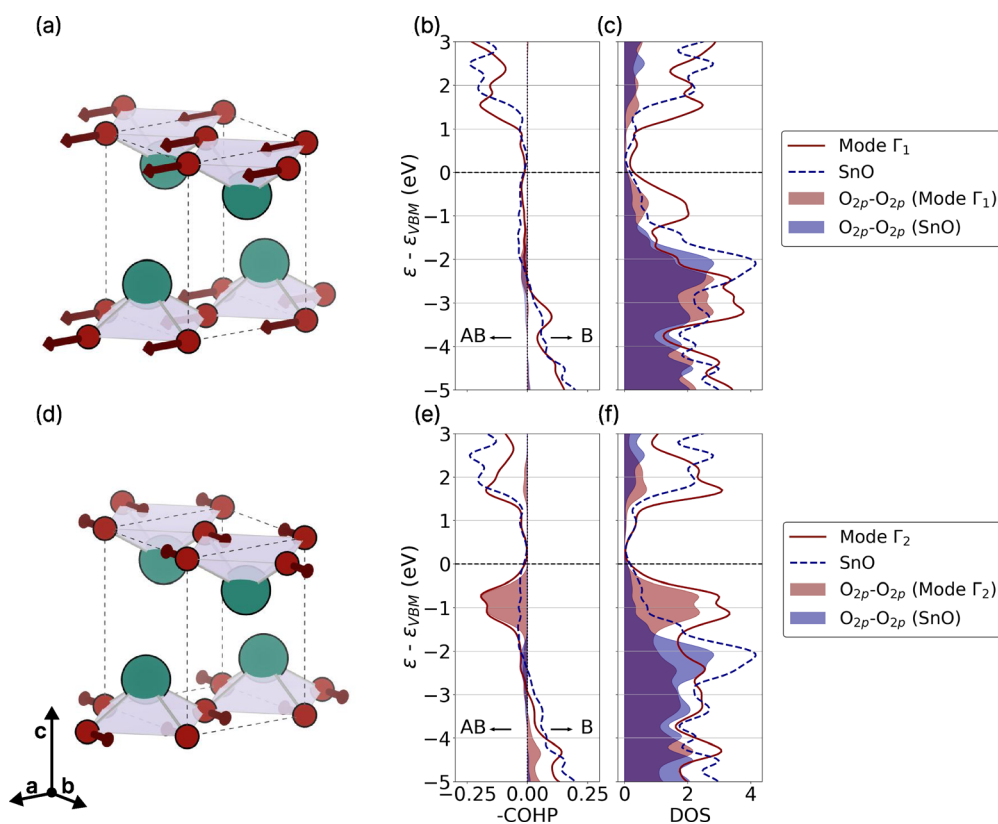 (a)
(b)
(c)
3
2
1
0
−1
−2
−3
−4
−5
ε - εVBM (eV)
AB
B
Mode Γ₁
SnO
O₂ₚ-O₂ₚ (Mode Γ₁)
O₂ₚ-O₂ₚ (SnO)
(d)
(e)
(f)
3
2
1
0
−1
−2
−3
−4
−5
ε - εVBM (eV)
AB
B
−0.25
0.00
0.25
-COHP
0
2
4
DOS
Mode Γ₂
SnO
O₂ₚ-O₂ₚ (Mode Γ₂)
O₂ₚ-O₂ₚ (SnO)
c
a
b